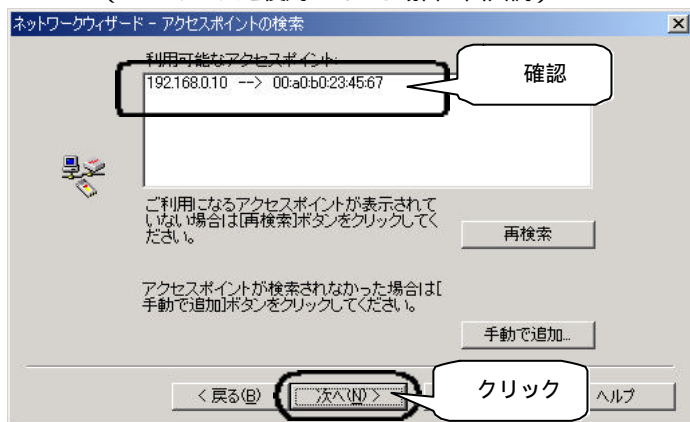 ネットワークウィザード - アクセスポイントの検索
利用可能なアクセスポイント:
192.168.0.10 --> 00:a0:b0:23:45:67
確認
ご利用になるアクセスポイントが表示されて
いない場合は[再検索]ボタンをクリックしてく
ださい。
再検索
アクセスポイントが検索されなかった場合は[
手動で追加]ボタンをクリックしてください。
手動で追加...
< 戻る(B)
次へ(N) >
クリック
ヘルプ